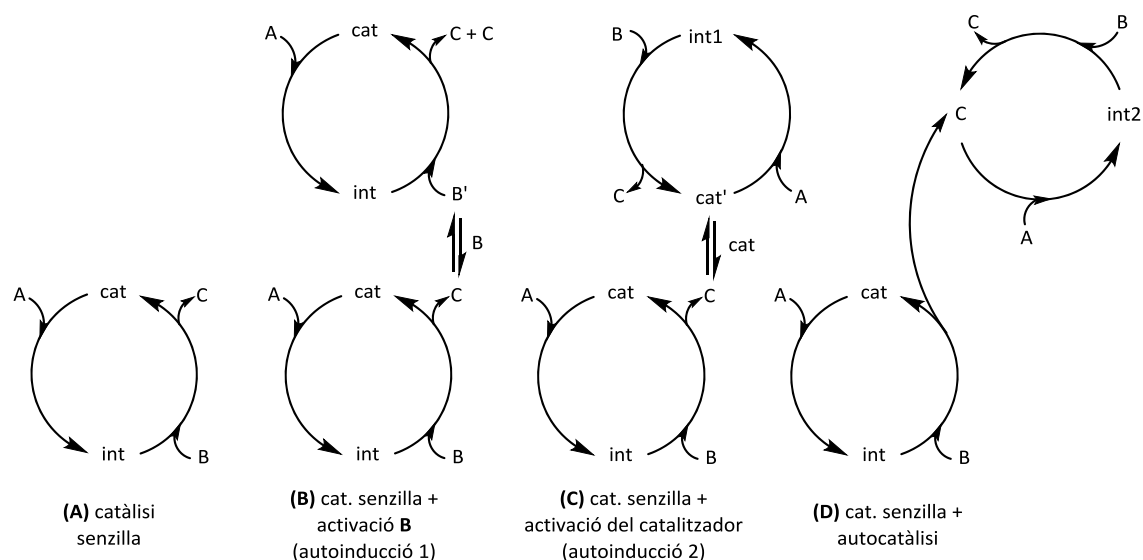 A
cat
C
int
B
(A) catàlisi
senzilla
A
cat
C + C
int
B'
B
A
cat
C
int
B
(B) cat. senzilla +
activació B
(autoinducció 1)
B
int1
C
cat'
A
cat
A
cat
C
int
B
(C) cat. senzilla +
activació del catalitzador
(autoinducció 2)
C
B
C
int2
A
A
cat
int
B
(D) cat. senzilla +
autocatàlisi